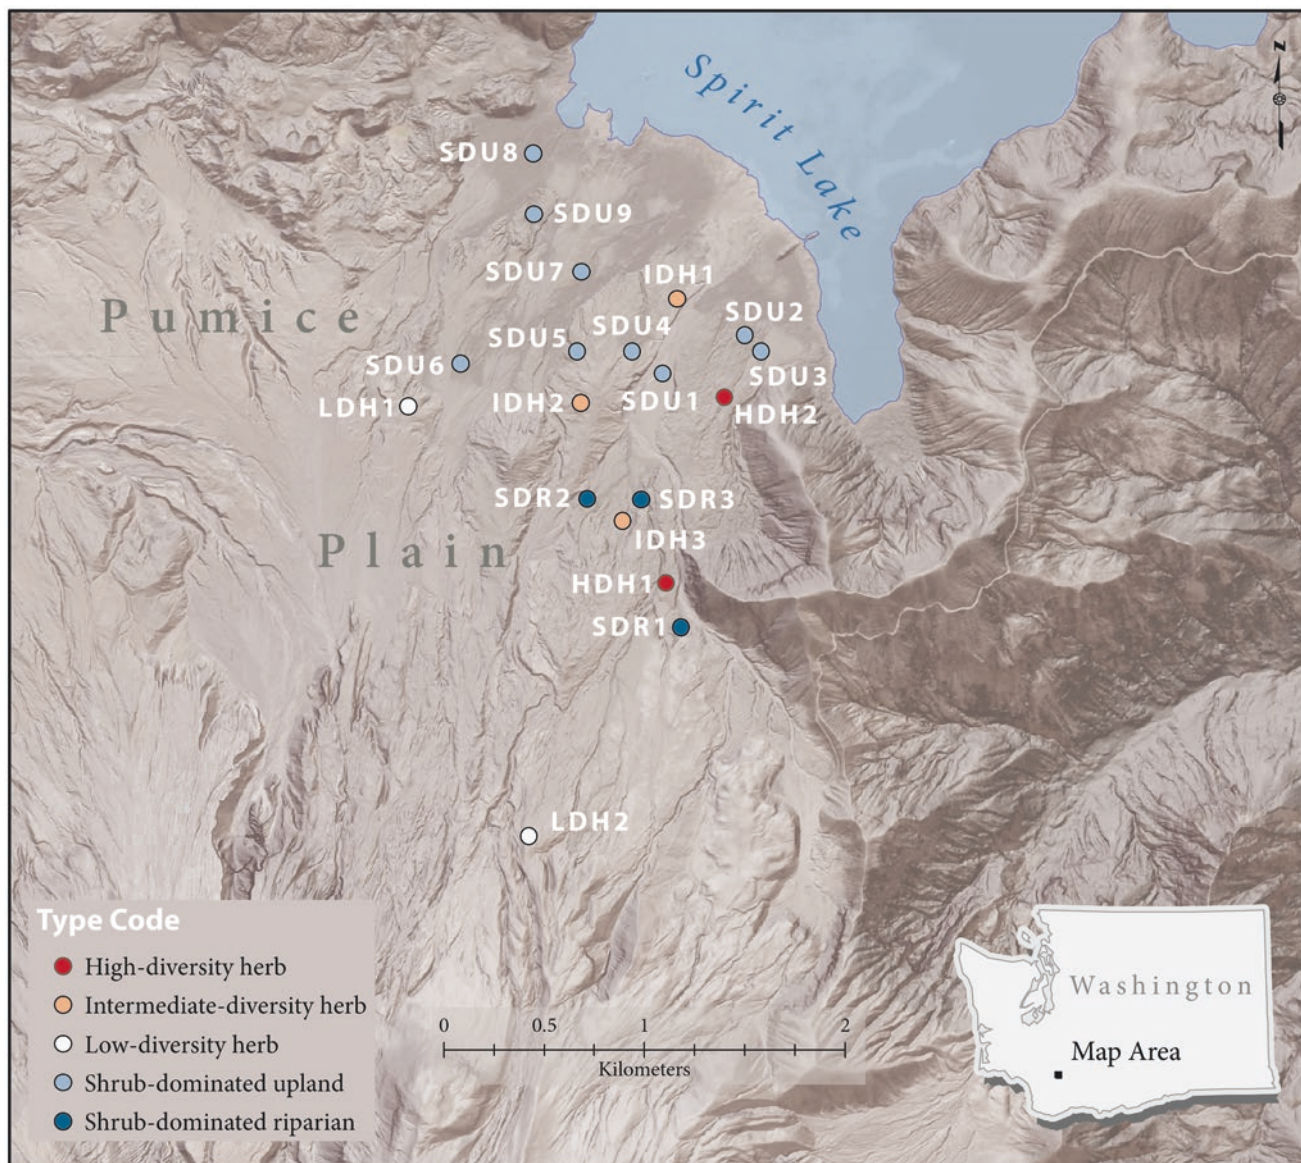 N
Spirit Lake
SDU8
SDU9
SDU7
IDH1
Pumice
SDU2
SDU5
SDU4
SDU6
SDU3
LDH1
IDH2
SDU1
HDH2
SDR2
SDR3
Plain
IDH3
HDH1
SDR1
LDH2
Type Code
High-diversity herb
Intermediate-diversity herb
Low-diversity herb
Shrub-dominated upland
Shrub-dominated riparian
0 0.5 1 2
Kilometers
Washington
Map Area